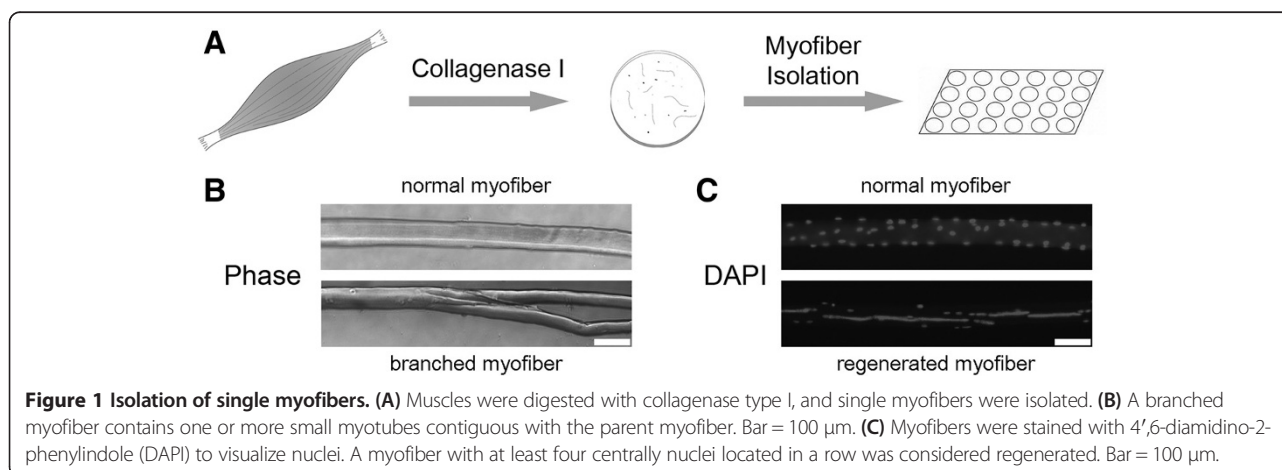 A
Collagenase I
Myofiber
Isolation
B
normal myofiber
Phase
branched myofiber
C
normal myofiber
DAPI
regenerated myofiber
Figure 1 Isolation of single myofibers. (A) Muscles were digested with collagenase type I, and single myofibers were isolated. (B) A branched
myofiber contains one or more small myotubes contiguous with the parent myofiber. Bar = 100 μm. (C) Myofibers were stained with 4′,6-diamidino-2-
phenylindole (DAPI) to visualize nuclei. A myofiber with at least four centrally nuclei located in a row was considered regenerated. Bar = 100 μm.